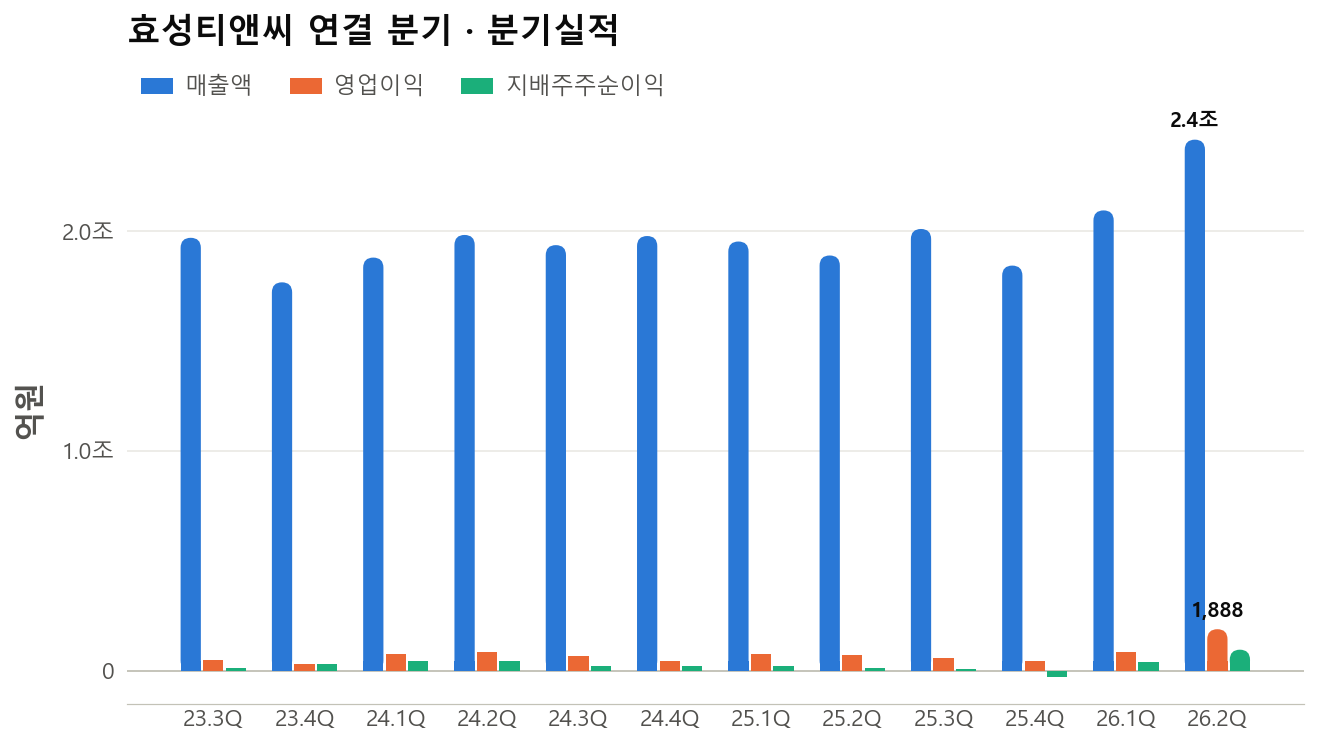 효성티앤씨 연결 분기 · 분기실적
매출액 영업이익 지배주주순이익
2.4조
2.0조
억원
1.0조
1,888
0
23.3Q 23.4Q 24.1Q 24.2Q 24.3Q 24.4Q 25.1Q 25.2Q 25.3Q 25.4Q 26.1Q 26.2Q